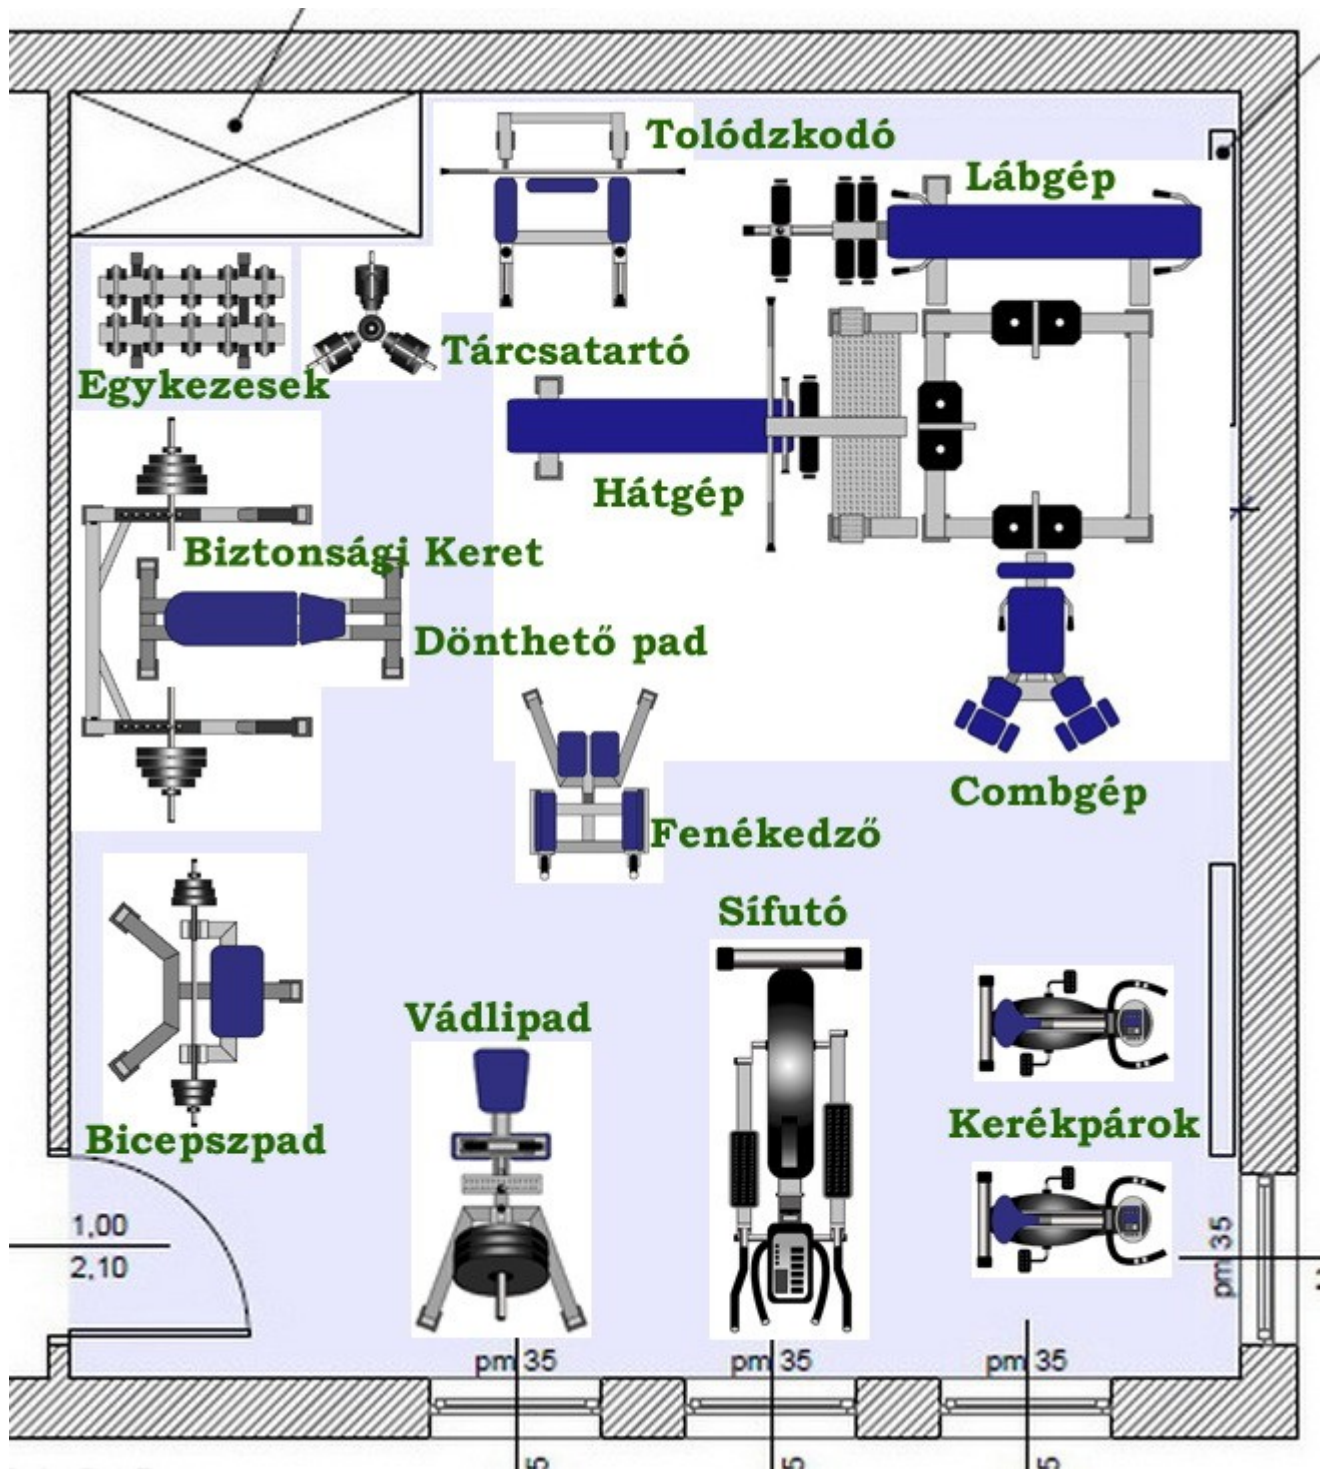 Tolódzkodó
Lábgép
Tárcsatartó
Egykezesek
Hátgép
Biztonsági Keret
Dönthető pad
Combgép
Fenékedző
Sífutó
Vádlipad
Kerékpárok
Bicepszpad
1,00
2,10
pm 35
pm 35
pm 35
pm 35